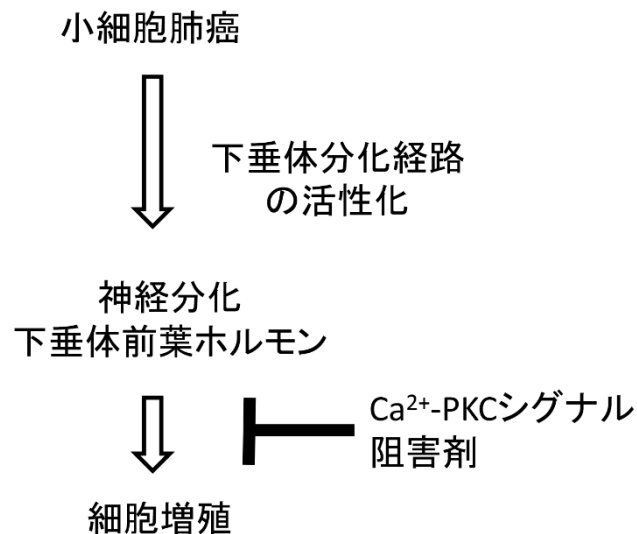 小細胞肺癌
下垂体分化経路
の活性化
神経分化
下垂体前葉ホルモン
Ca²⁺-PKCシグナル
阻害剤
細胞増殖